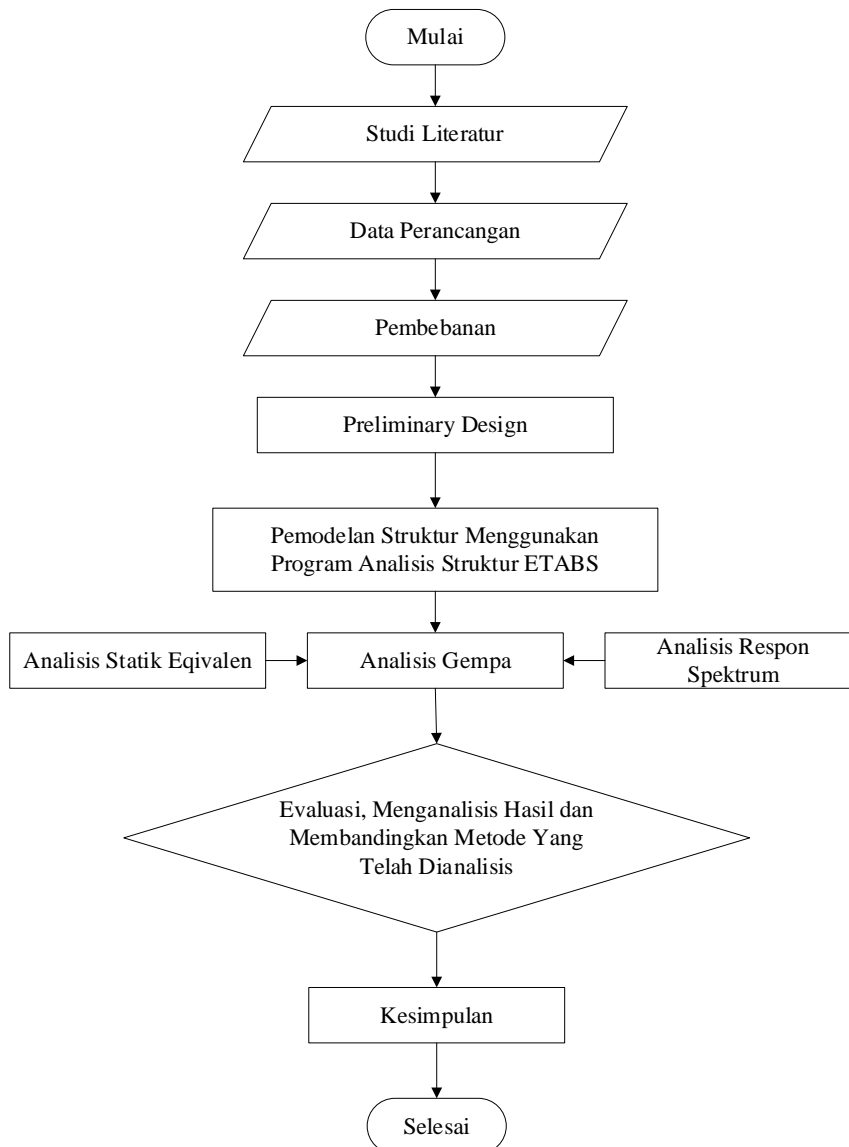 Mulai
Studi Literatur
Data Perancangan
Pembebanan
Preliminary Design
Pemodelan Struktur Menggunakan
Program Analisis Struktur ETABS
Analisis Statik Eqivalen
Analisis Gempa
Analisis Respon
Spektrum
Evaluasi, Menganalisis Hasil dan
Membandingkan Metode Yang
Telah Dianalisis
Kesimpulan
Selesai